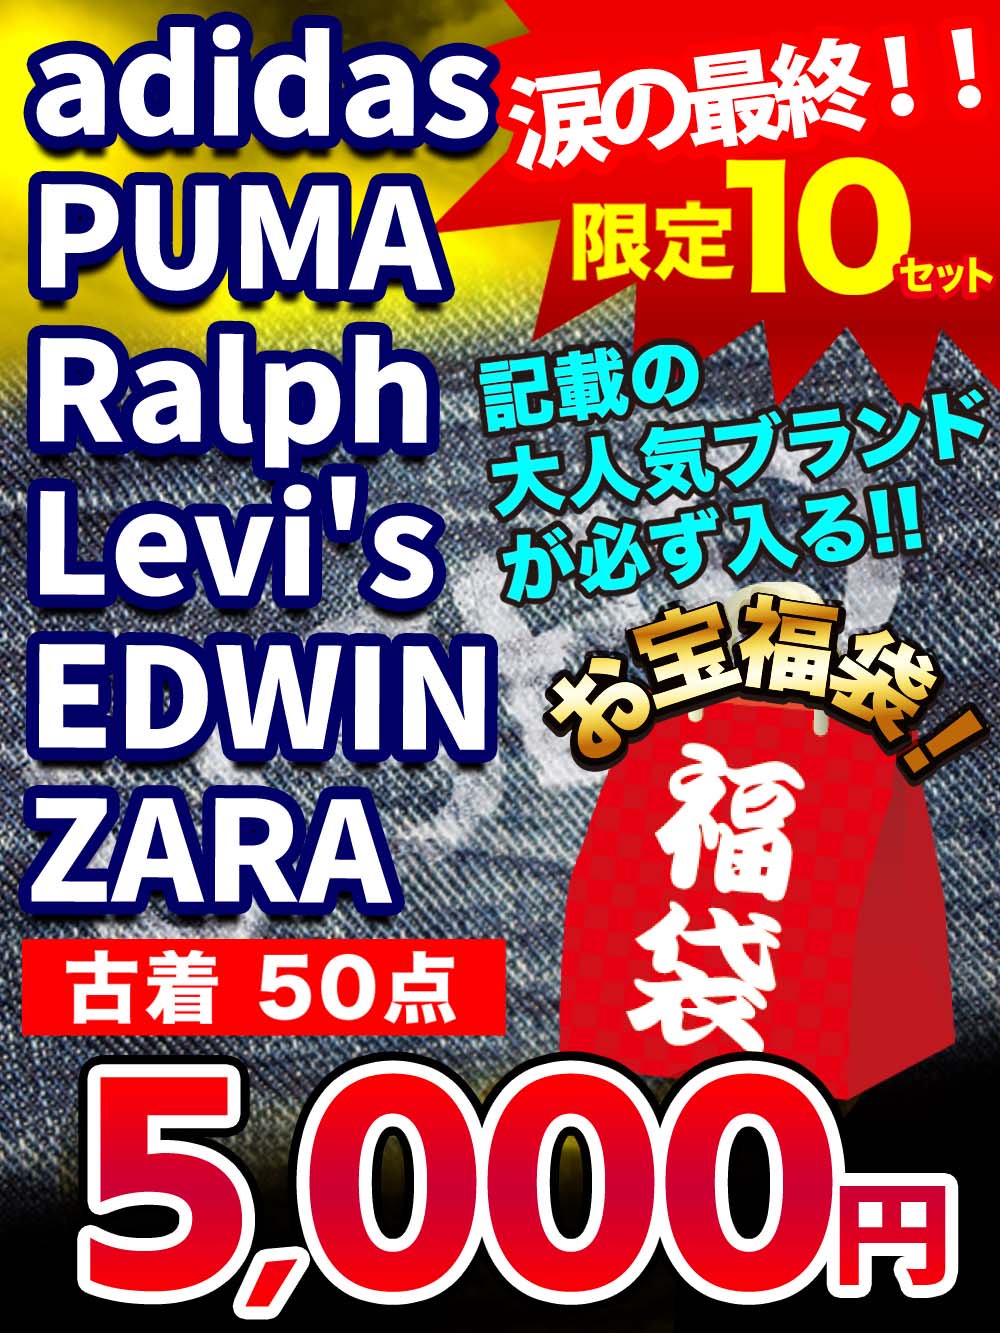 adidas
PUMA
Ralph
Levi's
EDWIN
ZARA
涙の最終！！
限定10セット
記載の
大人気ブランド
が必ず入る!!
お宝福袋！
福袋
古着 50点
5,000円